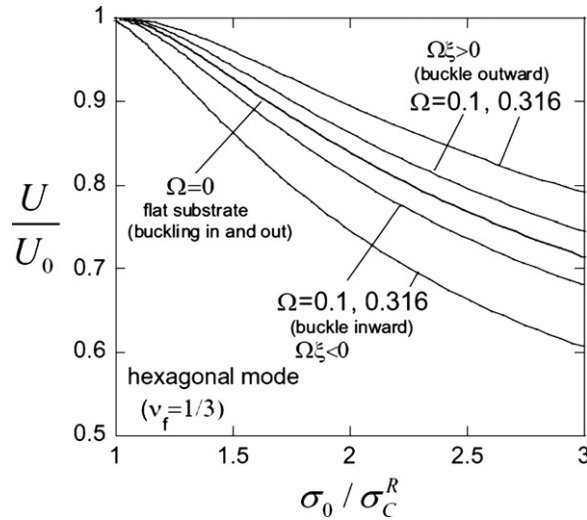 1
Ωξ>0
(buckle outward)
Ω=0.1, 0.316
0.9
Ω=0
flat substrate
(buckling in and out)
0.8
U
U₀
0.7
Ω=0.1, 0.316
(buckle inward)
Ωξ<0
0.6
hexagonal mode
(ν_f=1/3)
0.5
1 1.5 2 2.5 3
σ₀ / σ_C^R